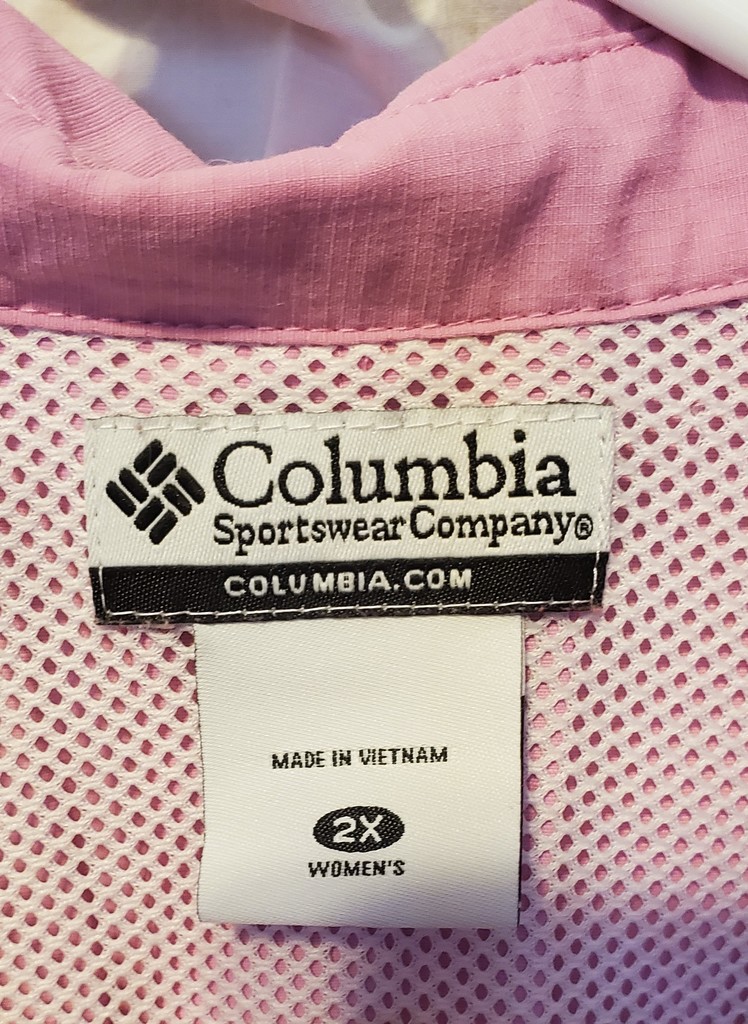 Columbia
Sportswear Company®
COLUMBIA.COM
MADE IN VIETNAM
2X
WOMEN'S